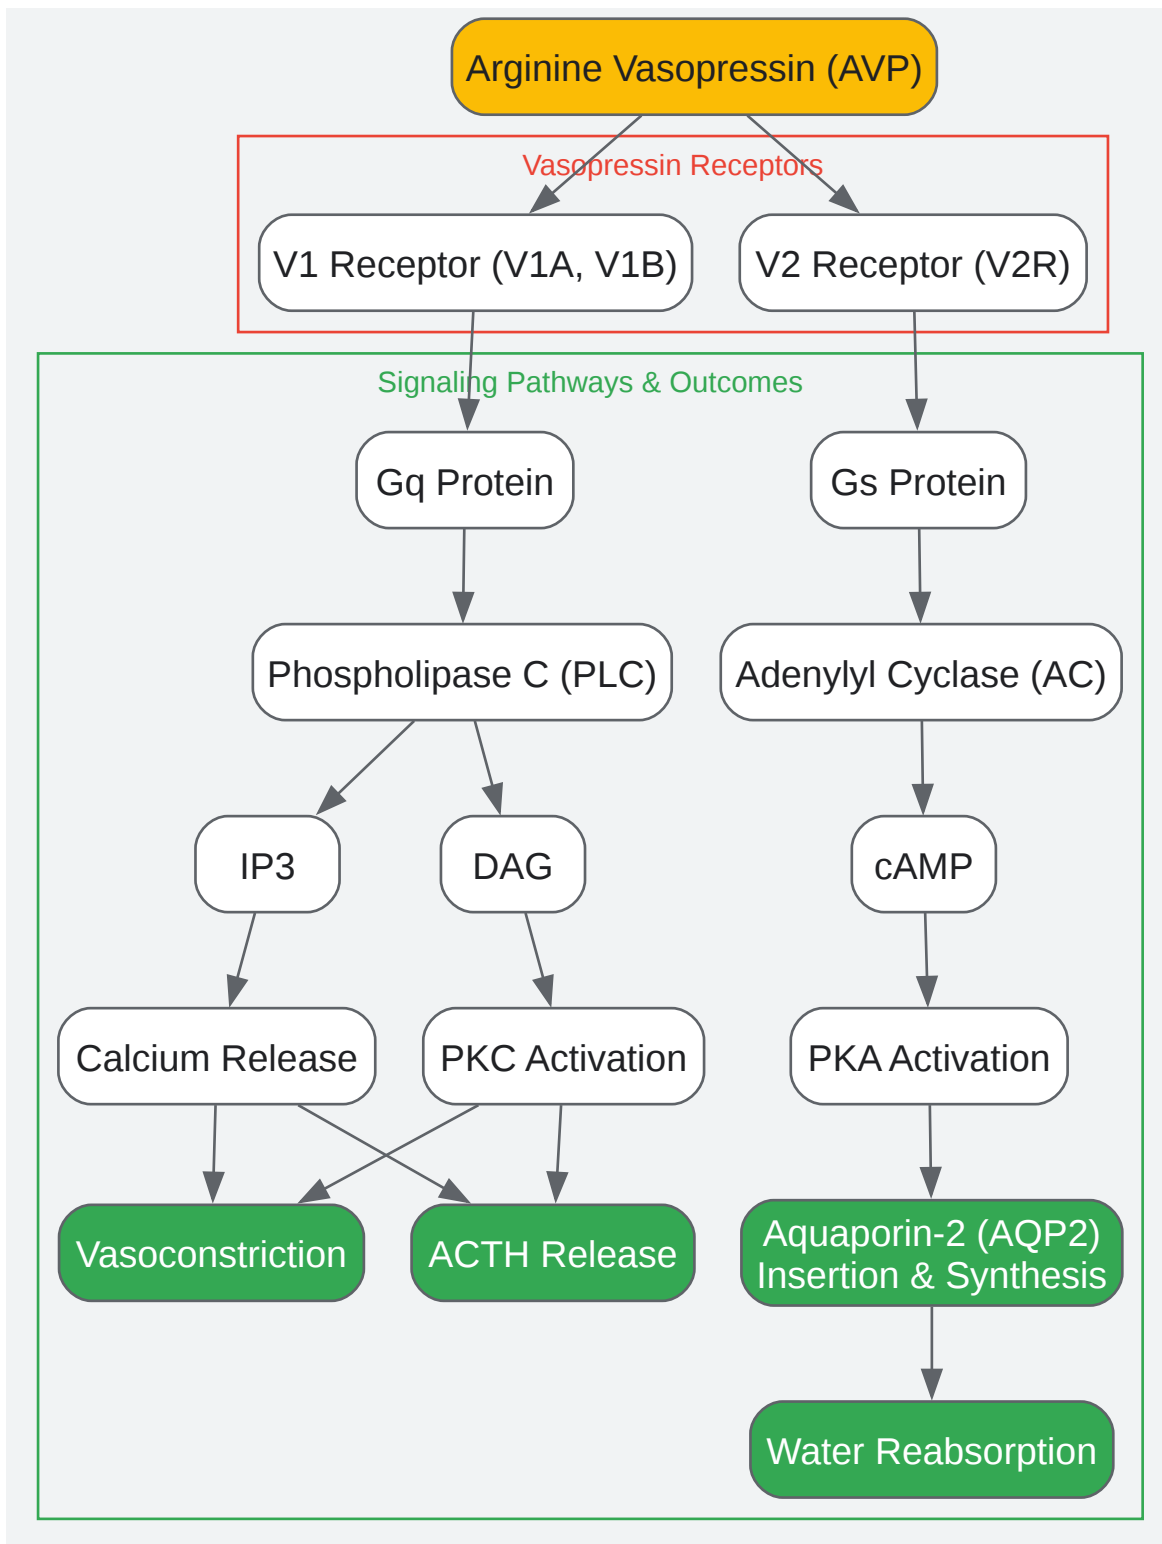 Arginine Vasopressin (AVP)
Vasopressin Receptors
V1 Receptor (V1A, V1B)
V2 Receptor (V2R)
Signaling Pathways & Outcomes
Gq Protein
Gs Protein
Phospholipase C (PLC)
Adenylyl Cyclase (AC)
IP3
DAG
cAMP
Calcium Release
PKC Activation
PKA Activation
Vasoconstriction
ACTH Release
Aquaporin-2 (AQP2)
Insertion & Synthesis
Water Reabsorption